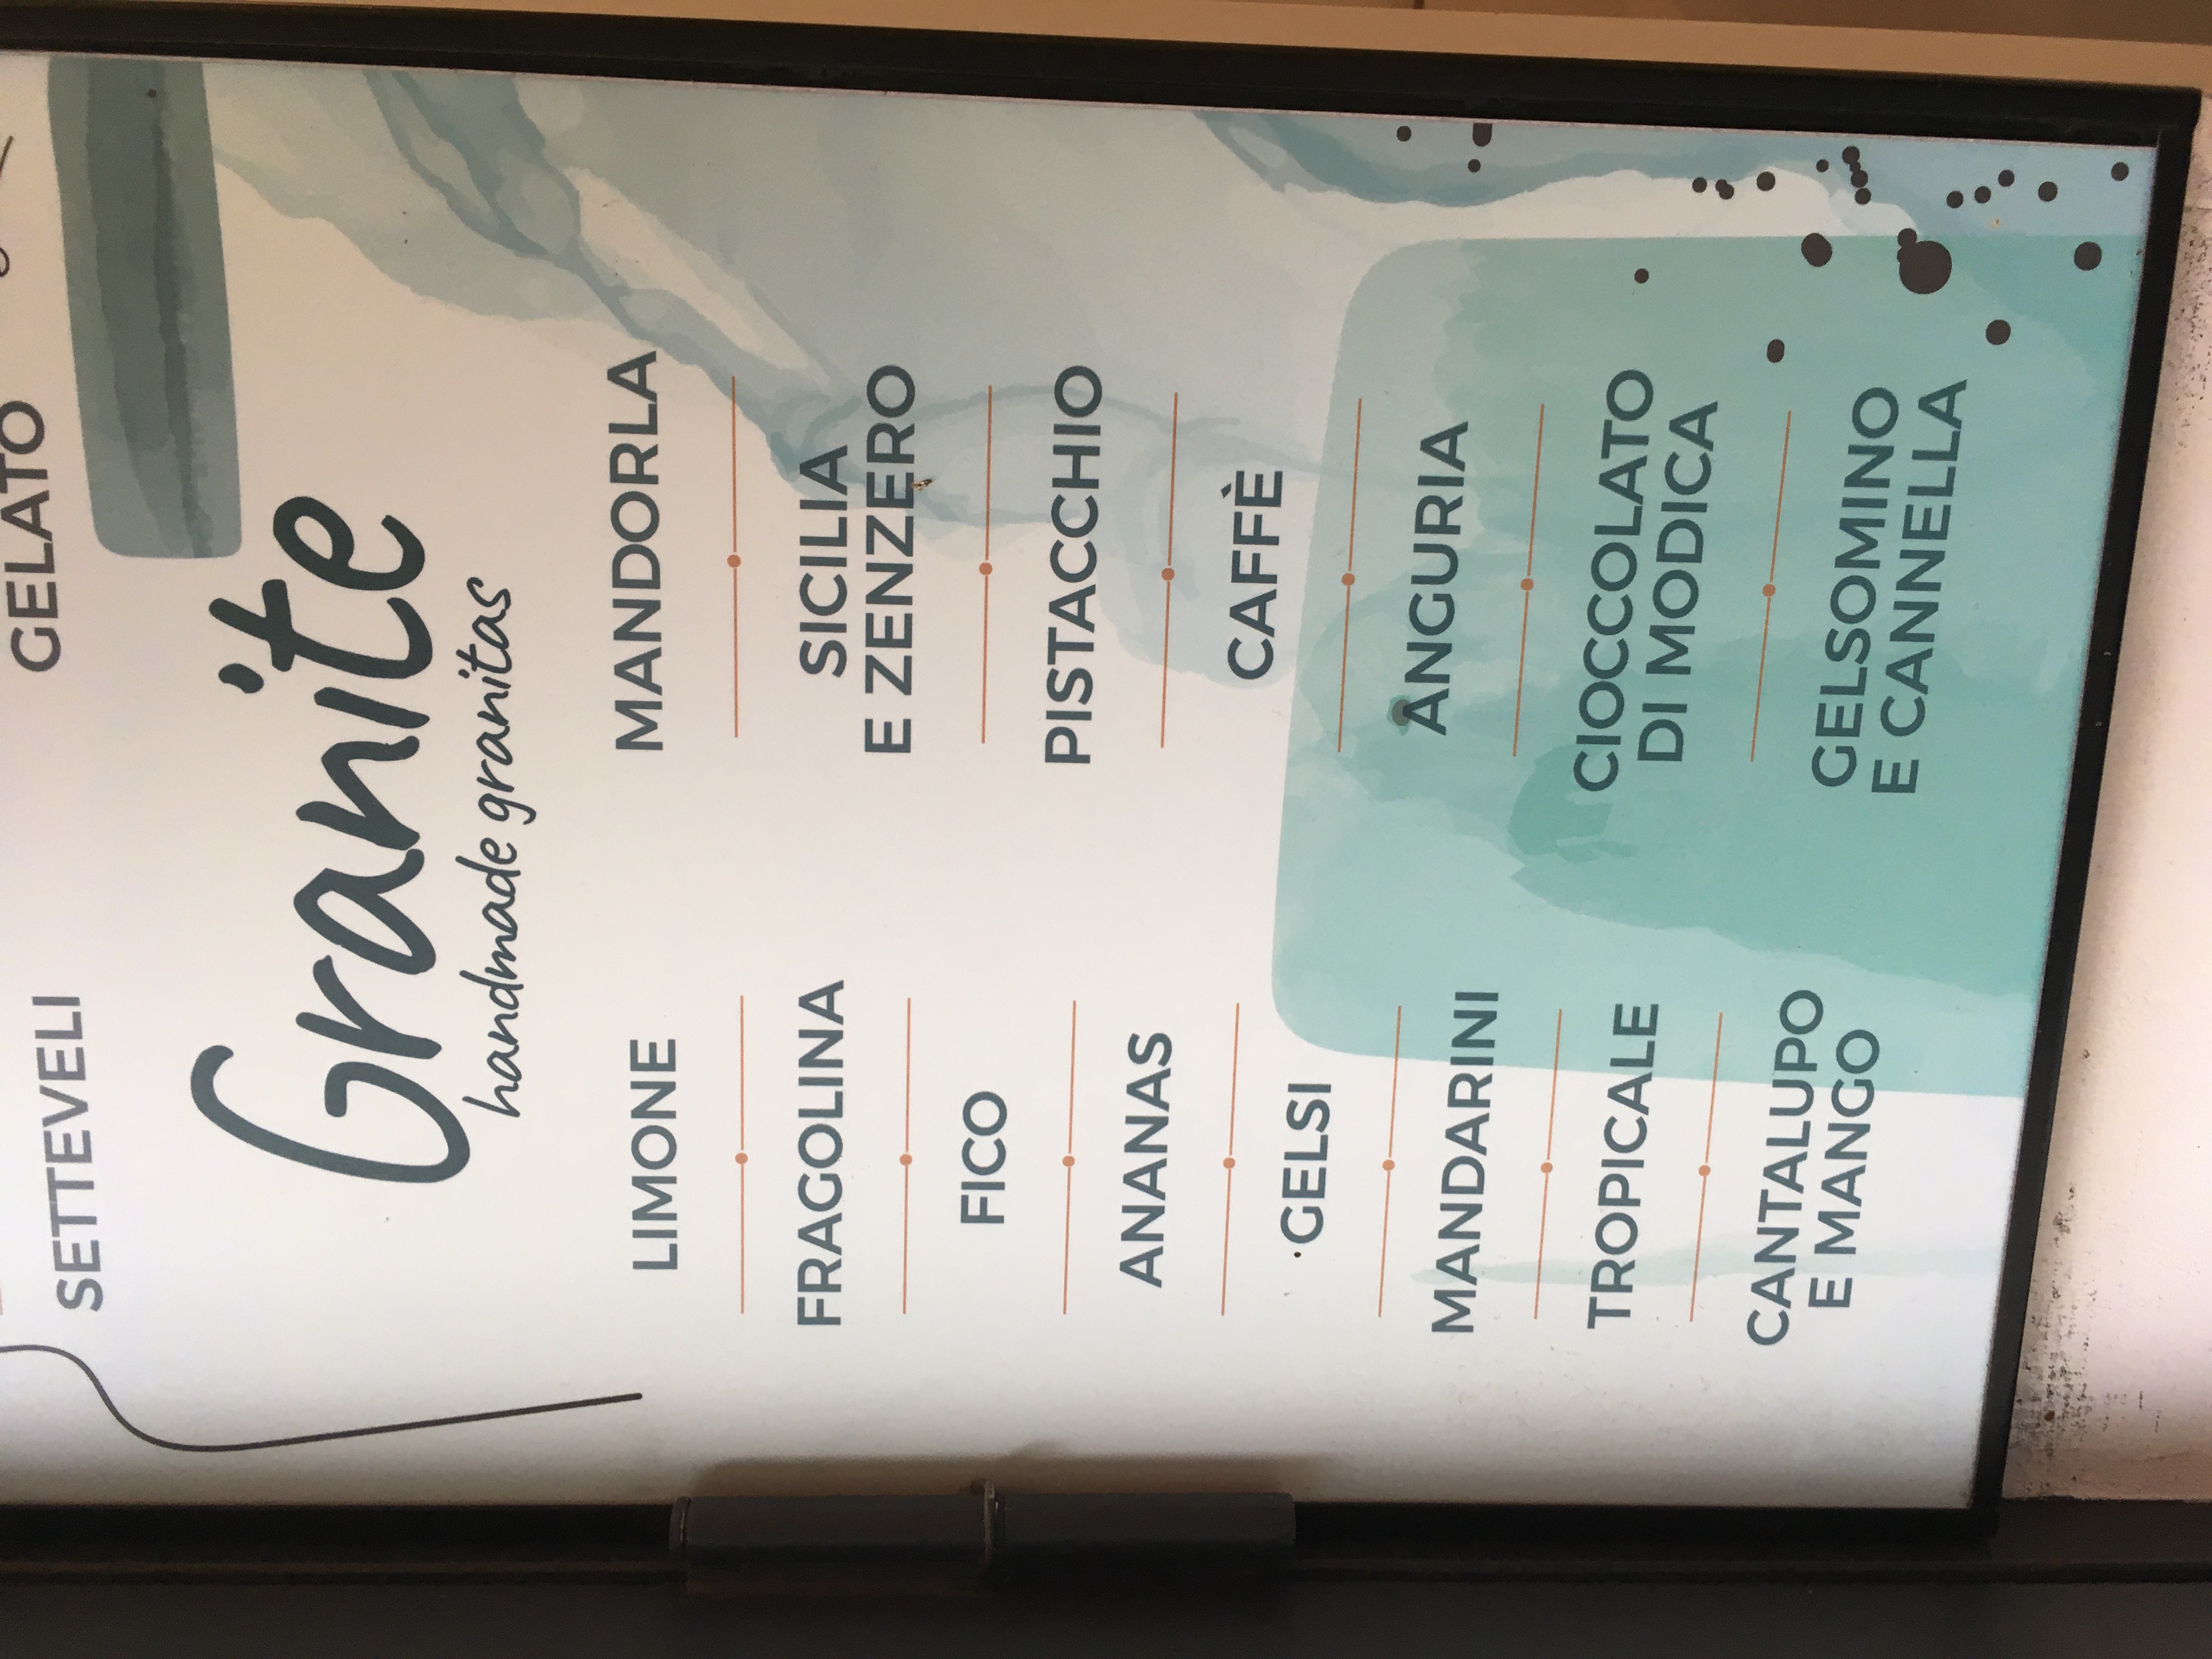 SETTEVELI
GELATO
Granite
handmade granitas
LIMONE
FRAGOLINA
FICO
ANANAS
GELSI
MANDARINI
TROPICALE
CANTALUPO
E MANGO
MANDORLA
SICILIA
E ZENZERO
PISTACCHIO
CAFFÈ
ANGURIA
CIOCCOLATO
DI MODICA
GELSOMINO
E CANNELLA